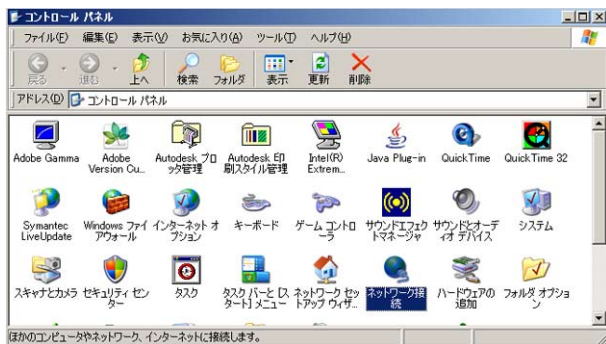 コントロール パネル
ファイル(F) 編集(E) 表示(V) お気に入り(A) ツール(T) ヘルプ(H)
戻る 進む 上へ 検索 フォルダ 表示 更新 削除
アドレス(D) コントロール パネル
Adobe Gamma Adobe Autodesk プロ Autodesk 印 Intel(R) Java Plug-in QuickTime QuickTime 32
Version Cu... ッタ管理 刷スタイル管理 Extrem...
Symantec Windows ファイ インターネット オ キーボード ゲーム コントロ サウンドエフェク サウンドとオーデ システム
LiveUpdate アウォール プション ーラ トマネージャ ィオ デバイス
スキャナとカメラ セキュリティ セン タスク タスク バーと [ス ネットワーク セッ ネットワーク接 ハードウェアの フォルダ オプショ
ター タート] メニュー トアップ ウィザ... 続 追加 ン
ほかのコンピュータやネットワーク、インターネットに接続します。